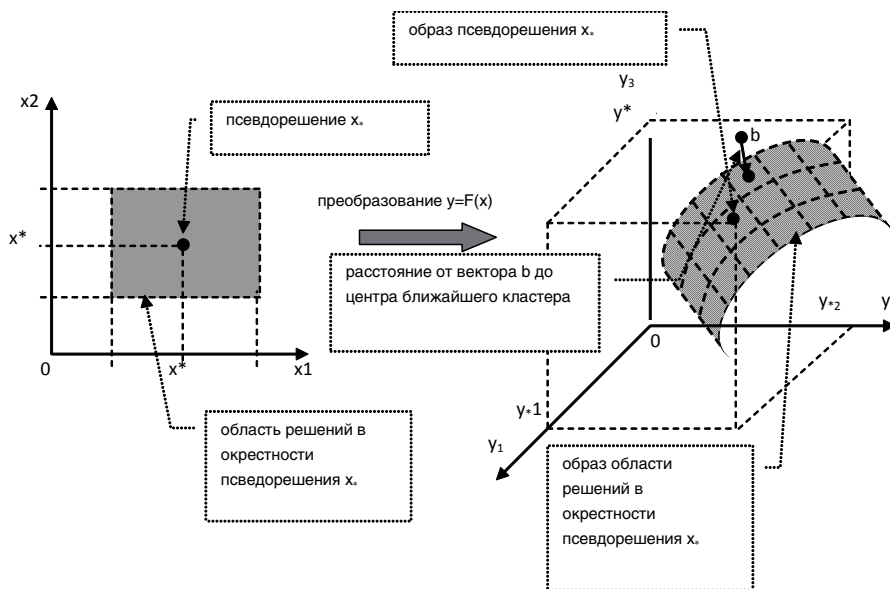 образ псевдорешения x*
y3
x2
y*
псевдорешение x*
b
преобразование y=F(x)
x*
расстояние от вектора b до
центра ближайшего кластера
y*2
y
0
x*
x1
0
y*1
область решений в
окрестности
псведорешения x*
y1
образ области
решений в
окрестности
псевдорешения x*